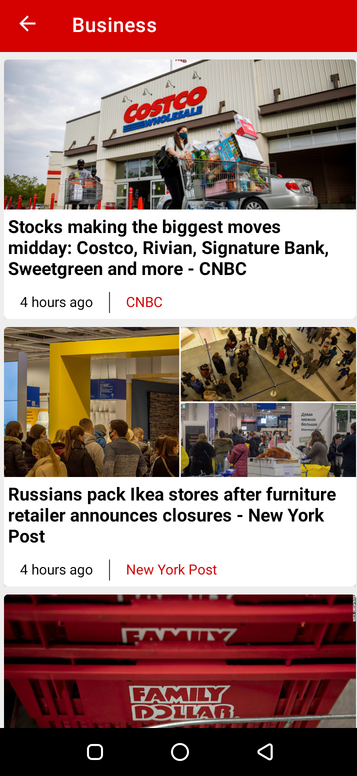 Business
COSTCO
WHOLESALE
Stocks making the biggest moves
midday: Costco, Rivian, Signature Bank,
Sweetgreen and more - CNBC
4 hours ago
CNBC
Russians pack Ikea stores after furniture
retailer announces closures - New York
Post
4 hours ago
New York Post
FAMILY
FAMILY
DOLLAR